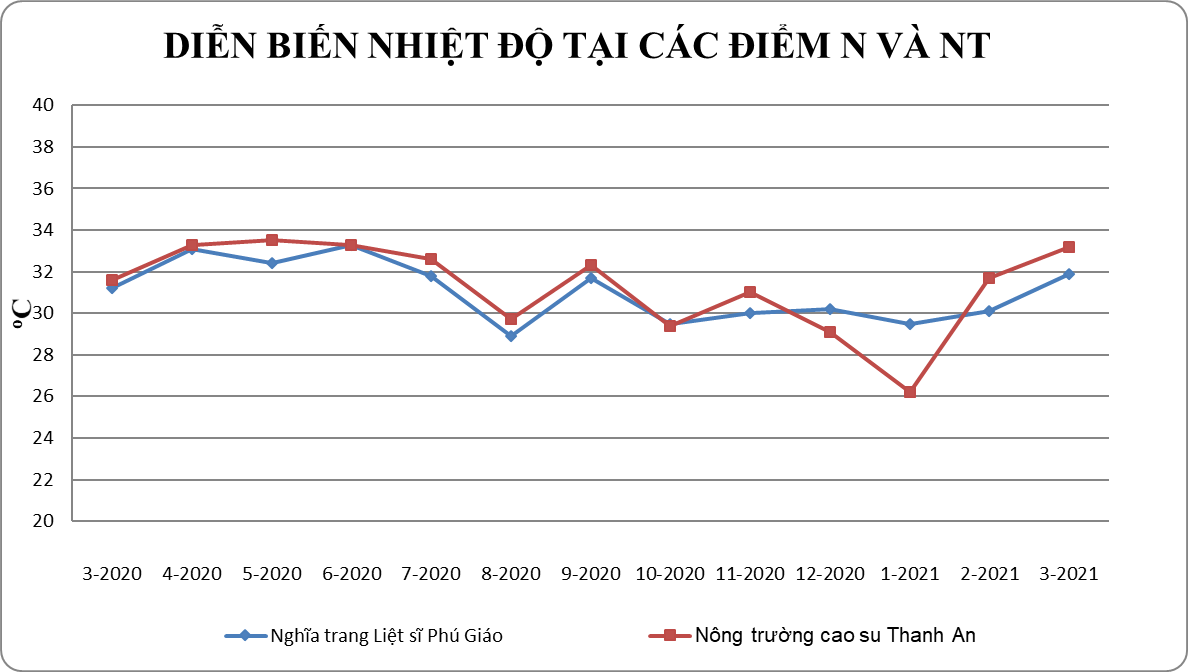 DIỄN BIẾN NHIỆT ĐỘ TẠI CÁC ĐIỂM N VÀ NT
40
38
36
34
32
30
28
26
24
22
20
ºC
3-2020 4-2020 5-2020 6-2020 7-2020 8-2020 9-2020 10-2020 11-2020 12-2020 1-2021 2-2021 3-2021
Nghĩa trang Liệt sĩ Phú Giáo Nông trường cao su Thanh An